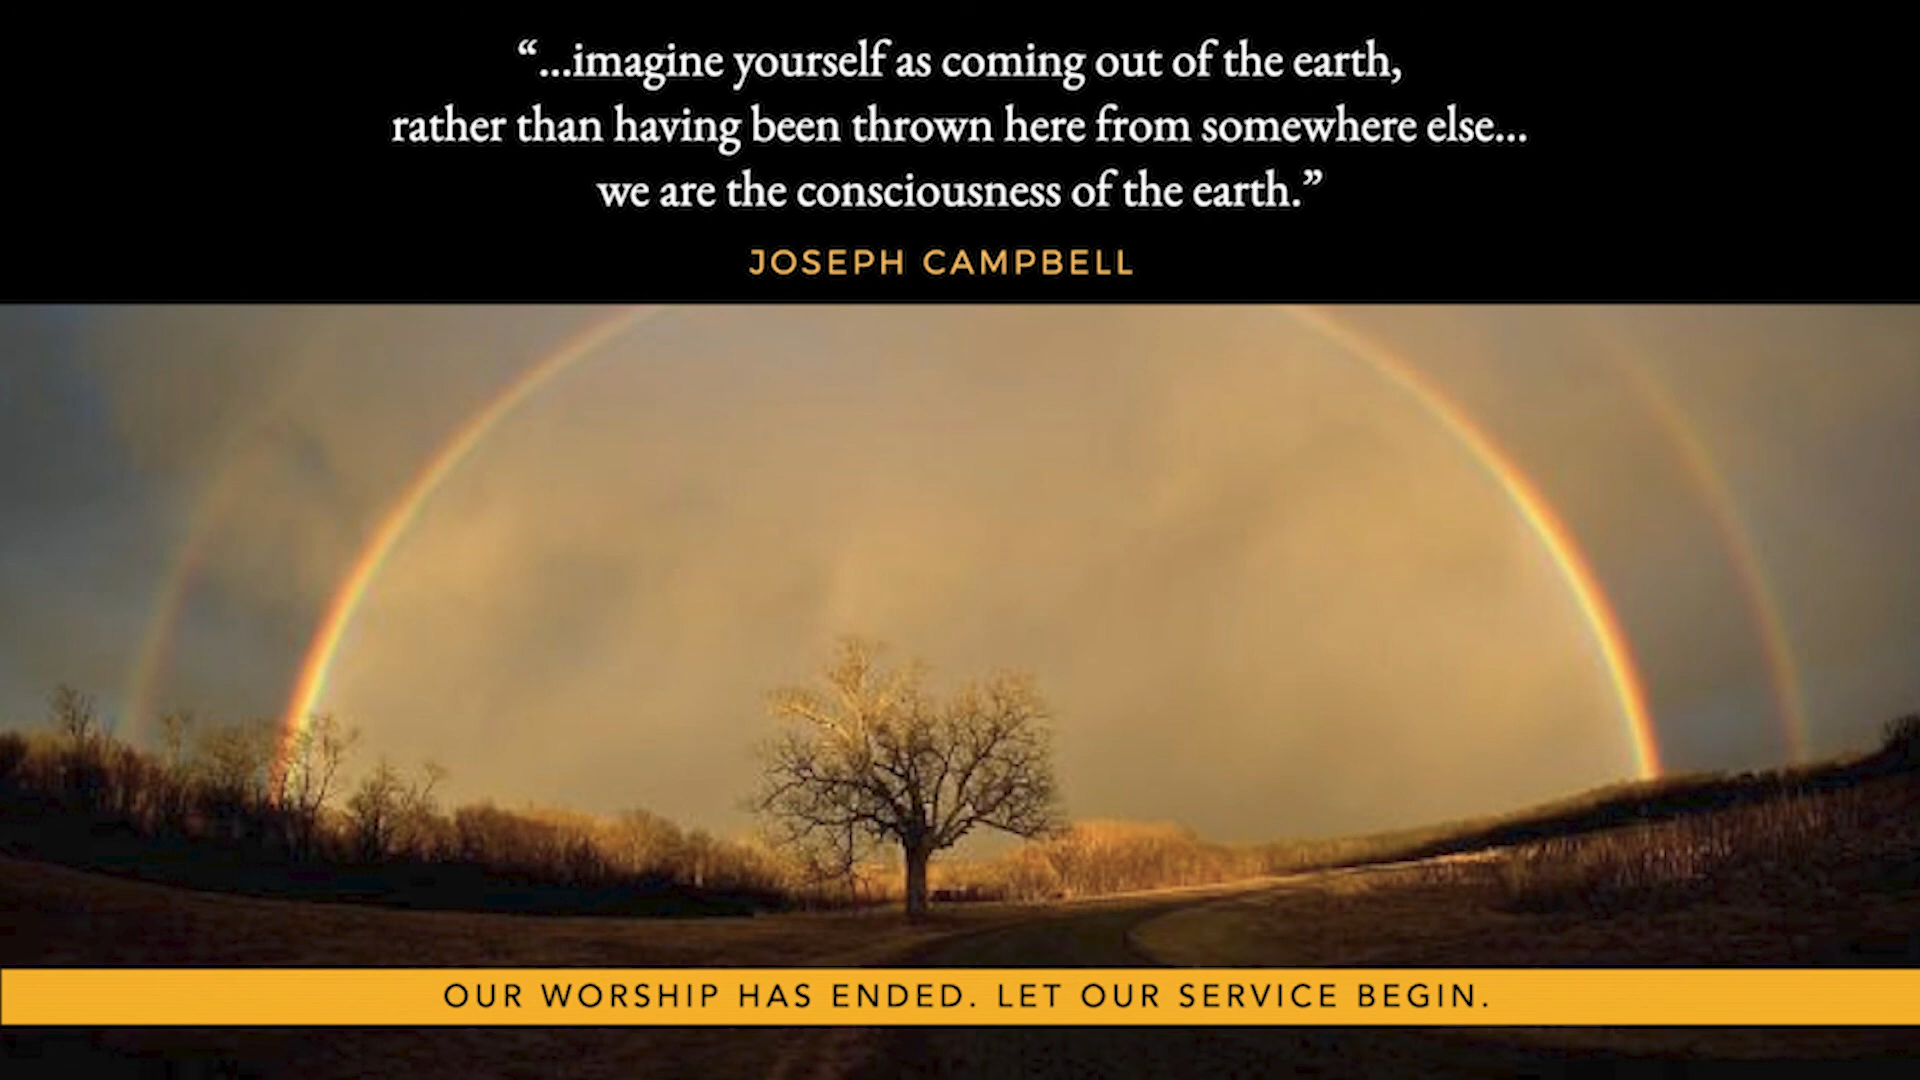 “...imagine yourself as coming out of the earth,
rather than having been thrown here from somewhere else...
we are the consciousness of the earth.”
JOSEPH CAMPBELL
OUR WORSHIP HAS ENDED. LET OUR SERVICE BEGIN.